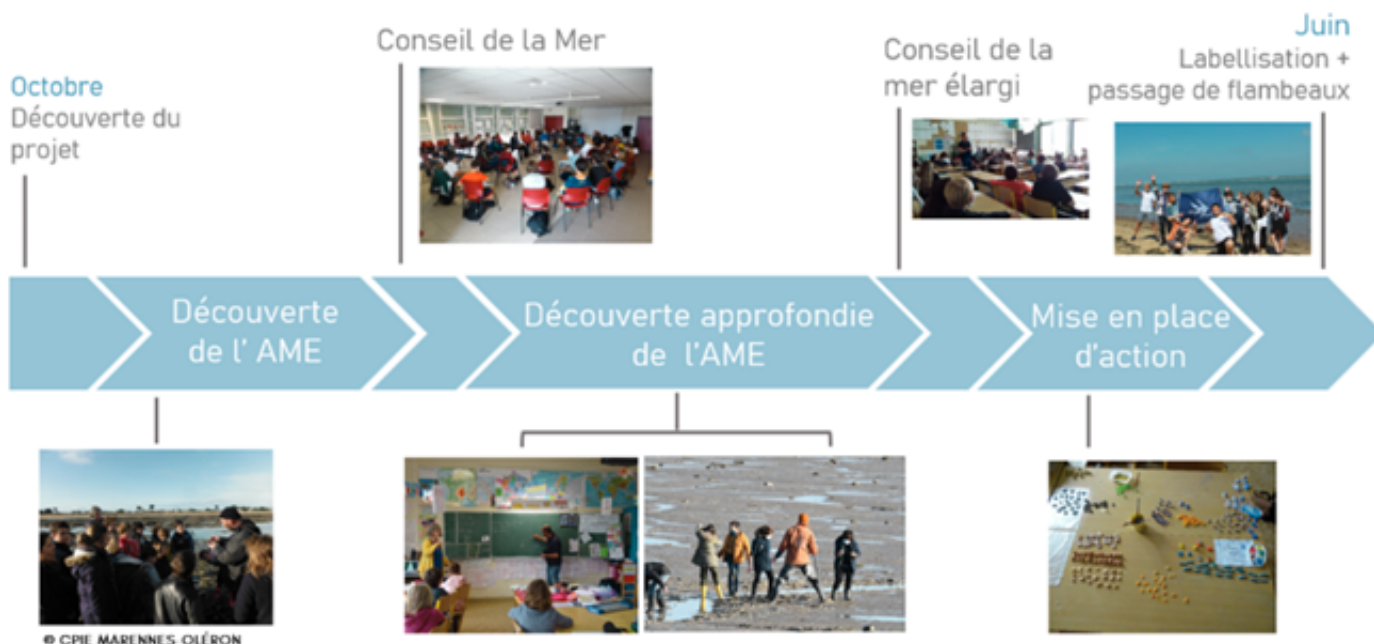 Octobre
Découverte du
projet
Conseil de la Mer
Conseil de la
mer élargi
Juin
Labellisation +
passage de flambeaux
Découverte
de l' AME
Découverte approfondie
de l'AME
Mise en place
d'action
© CPIE MARENNES OLÉRON